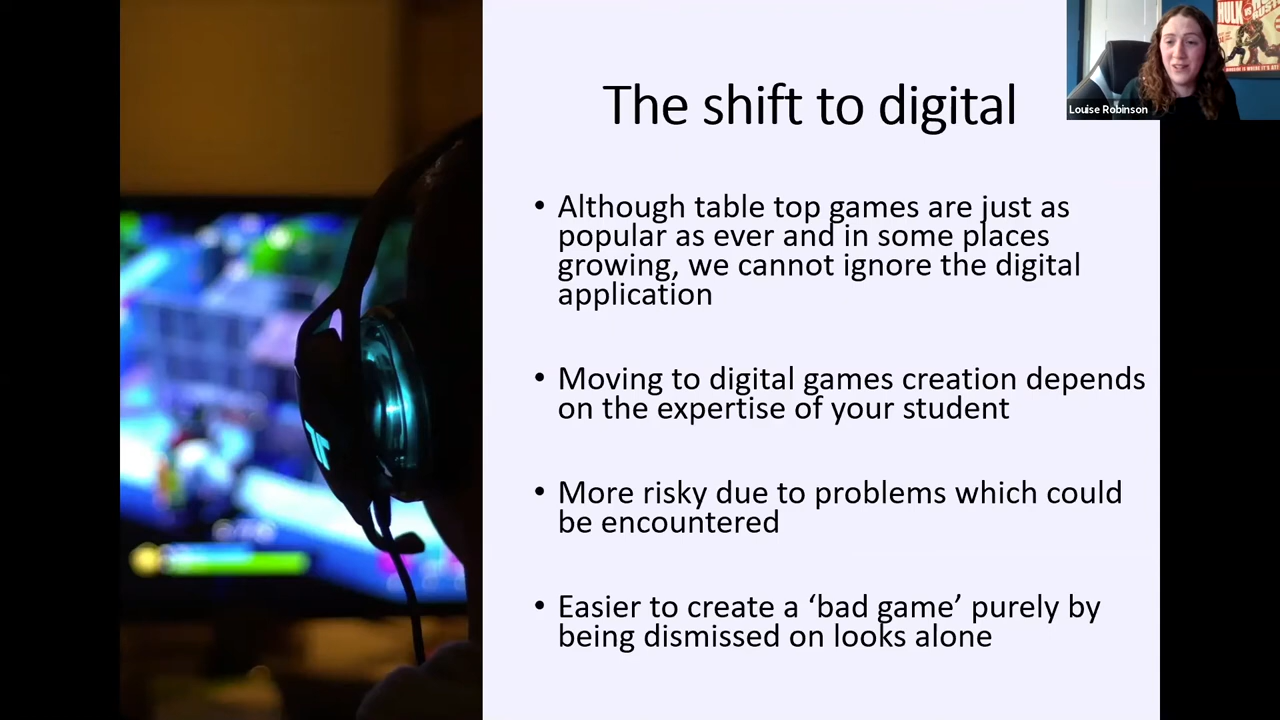 The shift to digital
• Although table top games are just as
popular as ever and in some places
growing, we cannot ignore the digital
application
• Moving to digital games creation depends
on the expertise of your student
• More risky due to problems which could
be encountered
• Easier to create a ‘bad game’ purely by
being dismissed on looks alone
HULK
VS
Louise Robinson